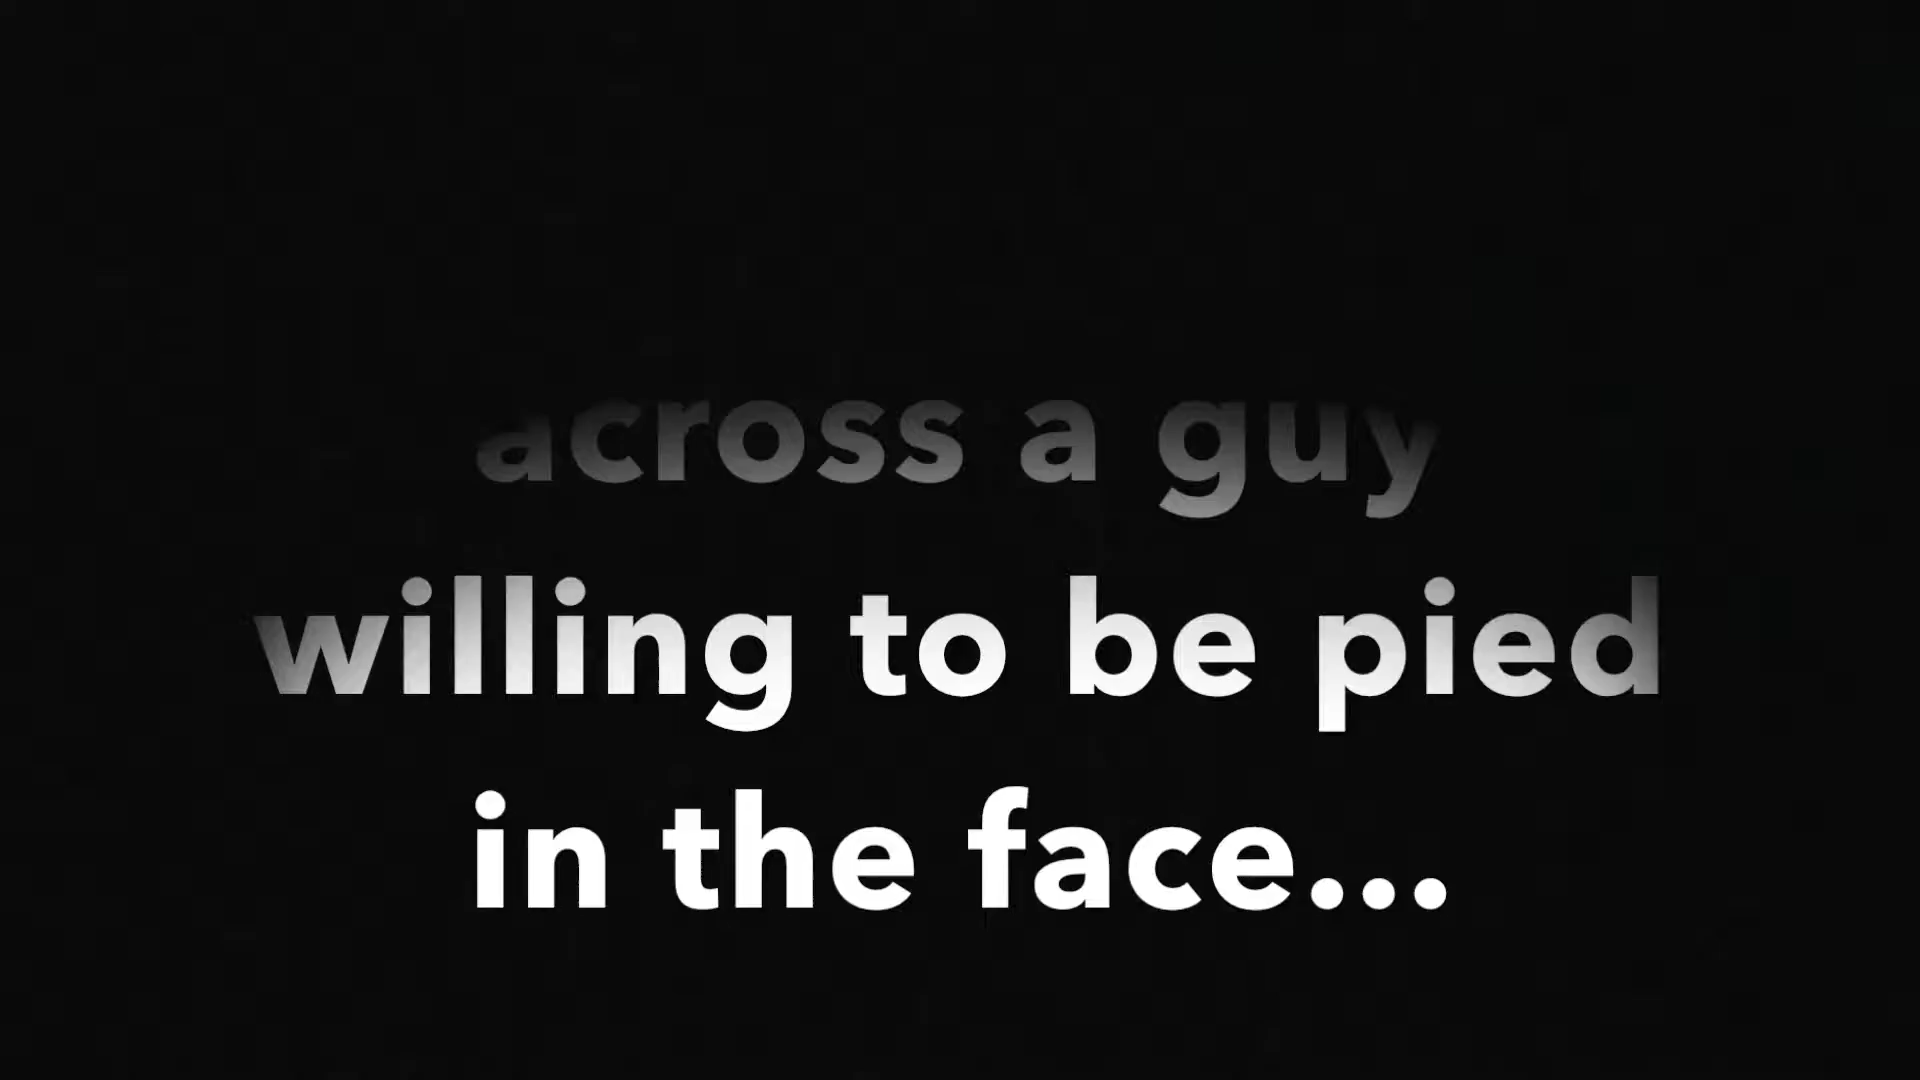 across a guy
willing to be pied
in the face...